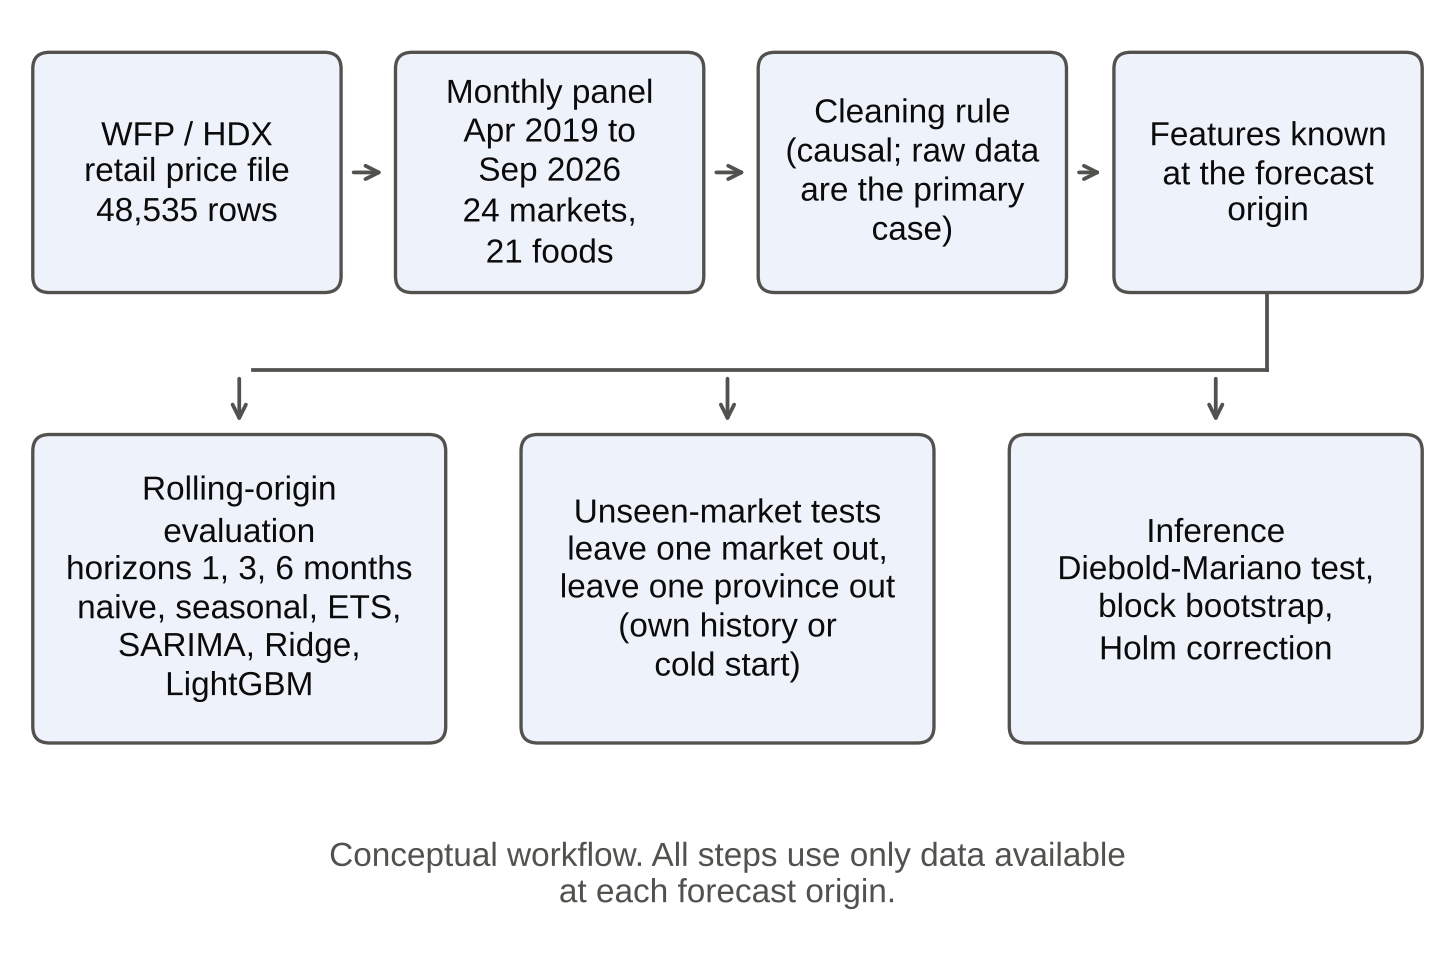 WFP / HDX
retail price file
48,535 rows
Monthly panel
Apr 2019 to
Sep 2026
24 markets,
21 foods
Cleaning rule
(causal; raw data
are the primary
case)
Features known
at the forecast
origin
Rolling-origin
evaluation
horizons 1, 3, 6 months
naive, seasonal, ETS,
SARIMA, Ridge,
LightGBM
Unseen-market tests
leave one market out,
leave one province out
(own history or
cold start)
Inference
Diebold-Mariano test,
block bootstrap,
Holm correction
Conceptual workflow. All steps use only data available
at each forecast origin.